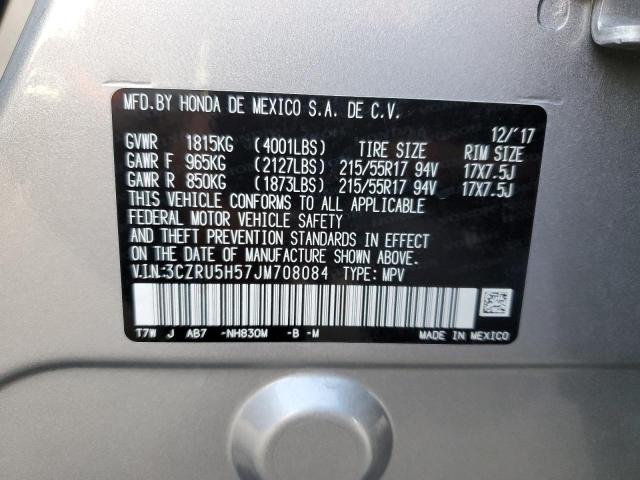 MFD.BY HONDA DE MEXICO S.A. DE C.V.
12/'17
GVWR 1815KG (4001LBS) TIRE SIZE RIM SIZE
GAWR F 965KG (2127LBS) 215/55R17 94V 17X7.5J
GAWR R 850KG (1873LBS) 215/55R17 94V 17X7.5J
THIS VEHICLE CONFORMS TO ALL APPLICABLE
FEDERAL MOTOR VEHICLE SAFETY
AND THEFT PREVENTION STANDARDS IN EFFECT
ON THE DATE OF MANUFACTURE SHOWN ABOVE.
V.I.N:3CZRU5H57JM708084 TYPE: MPV
T7W J AB7 -NH830M -B -M
MADE IN MEXICO